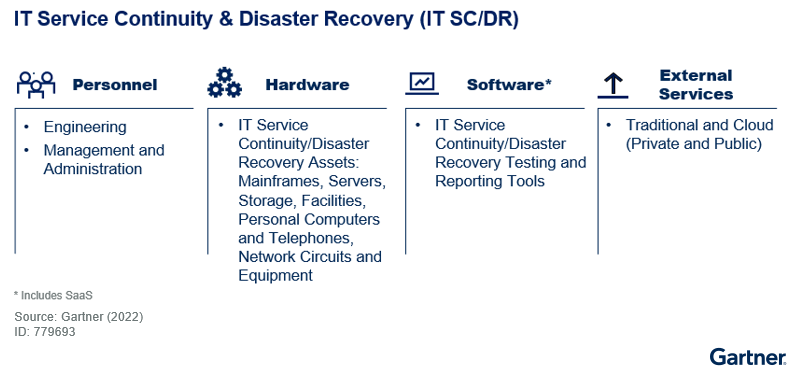 IT Service Continuity & Disaster Recovery (IT SC/DR)
Personnel
• Engineering
• Management and
Administration
Hardware
• IT Service
Continuity/Disaster
Recovery Assets:
Mainframes, Servers,
Storage, Facilities,
Personal Computers
and Telephones,
Network Circuits and
Equipment
Software*
• IT Service
Continuity/Disaster
Recovery Testing and
Reporting Tools
External
Services
• Traditional and Cloud
(Private and Public)
* Includes SaaS
Source: Gartner (2022)
ID: 779693
Gartner